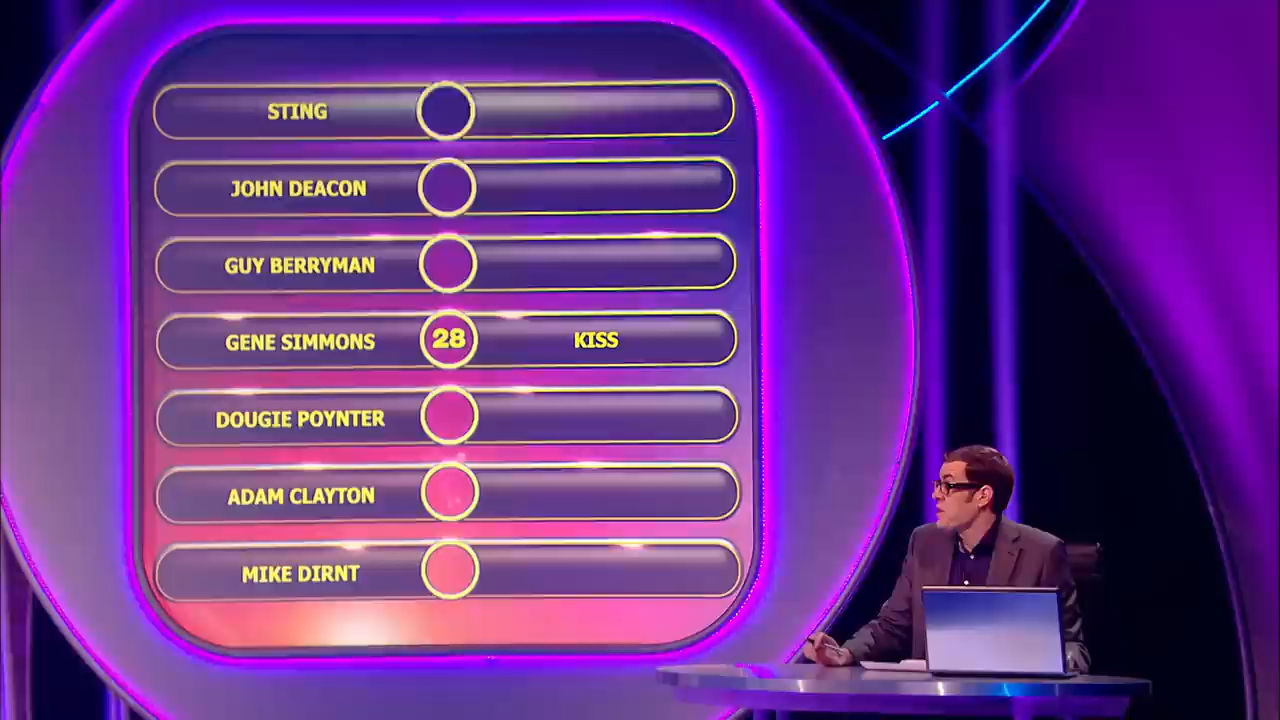 STING
JOHN DEACON
GUY BERRYMAN
GENE SIMMONS 28 KISS
DOUGIE POYNTER
ADAM CLAYTON
MIKE DIRNT